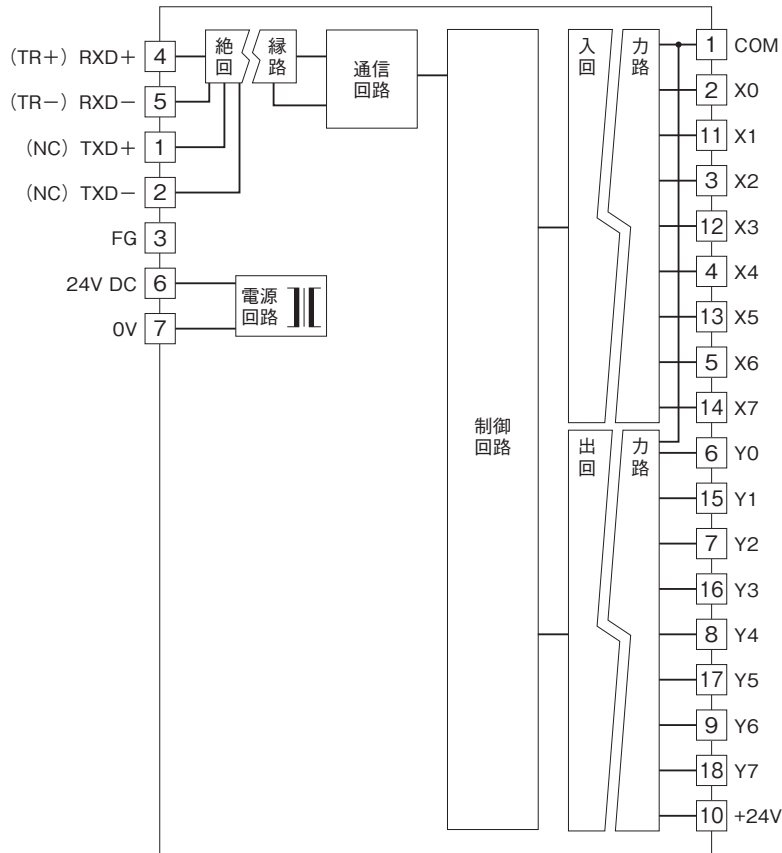 (TR+) RXD+ 4
(TR−) RXD− 5
(NC) TXD+ 1
(NC) TXD− 2
FG 3
24V DC 6
0V 7
絶 縁
回 路
通信
回路
電源
回路
制御
回路
入 力
回 路
出 力
回 路
1 COM
2 X0
11 X1
3 X2
12 X3
4 X4
13 X5
5 X6
14 X7
6 Y0
15 Y1
7 Y2
16 Y3
8 Y4
17 Y5
9 Y6
18 Y7
10 +24V